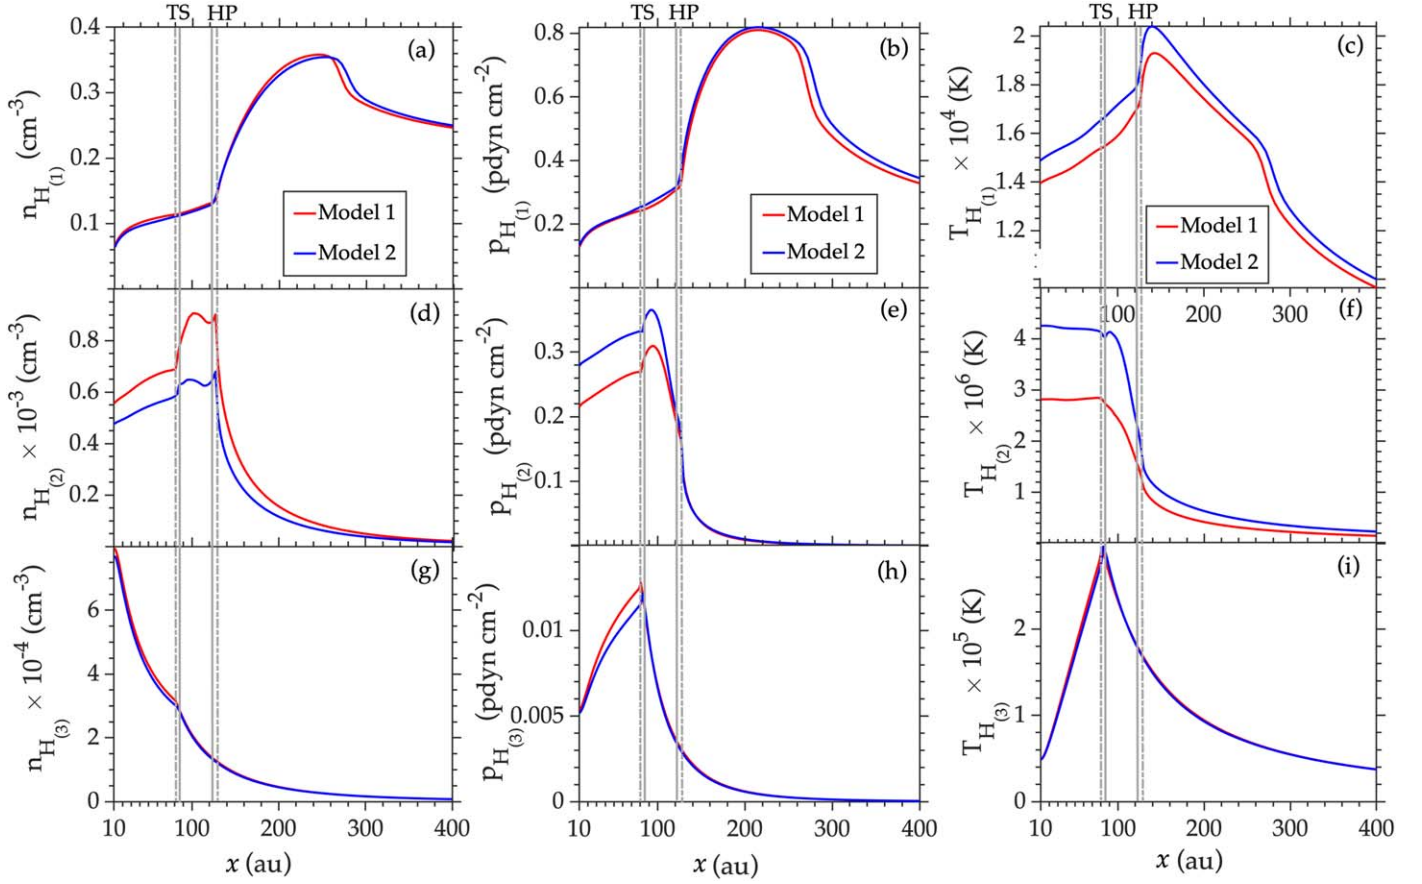 TS HP
TS HP
TS HP
(a)
n_H(1) (cm⁻³)
0.4
0.3
0.2
0.1
Model 1
Model 2
(b)
p_H(1) (pdyn cm⁻²)
0.8
0.6
0.4
0.2
Model 1
Model 2
(c)
T_H(1) × 10⁴ (K)
2
1.8
1.6
1.4
1.2
Model 1
Model 2
100 200 300
(d)
n_H(2) × 10⁻³ (cm⁻³)
0.8
0.6
0.4
0.2
(e)
p_H(2) (pdyn cm⁻²)
0.3
0.2
0.1
(f)
T_H(2) × 10⁶ (K)
4
3
2
1
(g)
n_H(3) × 10⁻⁴ (cm⁻³)
6
4
2
0
10 100 200 300 400
x (au)
(h)
p_H(3) (pdyn cm⁻²)
0.01
0.005
0
10 100 200 300 400
x (au)
(i)
T_H(3) × 10⁵ (K)
2
1
0
10 100 200 300 400
x (au)